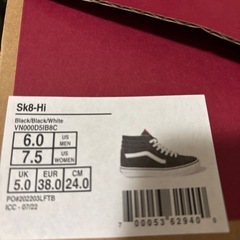 Sk8-Hi
Black/Black/White
VN000D5IB8C
6.0 US MEN
7.5 US WOMEN
UK 5.0 EUR 38.0 CM 24.0
PO#202203LFTB
ICC - 07/22
7 00053 62940